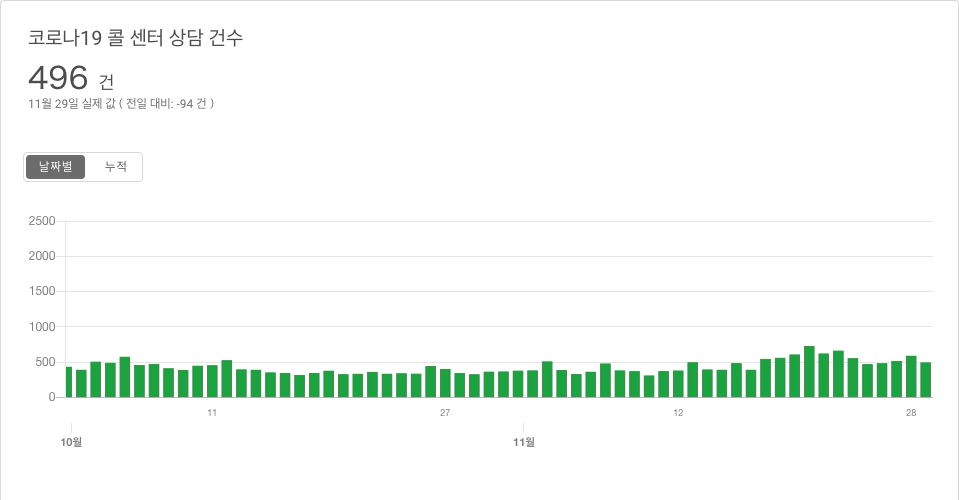 코로나19 콜 센터 상담 건수
496 건
11월 29일 실제 값 ( 전일 대비: -94 건 )
날짜별 누적
2500
2000
1500
1000
500
0
11 27 12 28
10월 11월